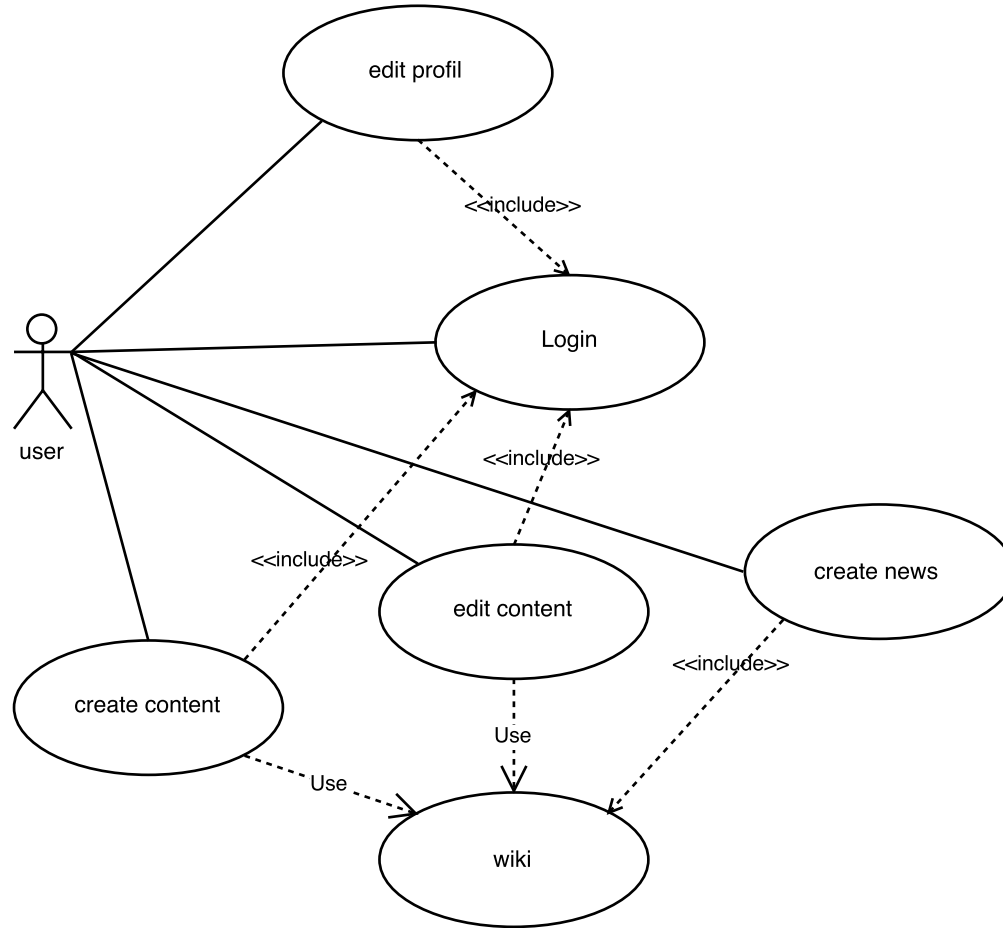 edit profil
<<include>>
Login
user
<<include>>
<<include>>
create news
edit content
<<include>>
create content
Use
Use
wiki